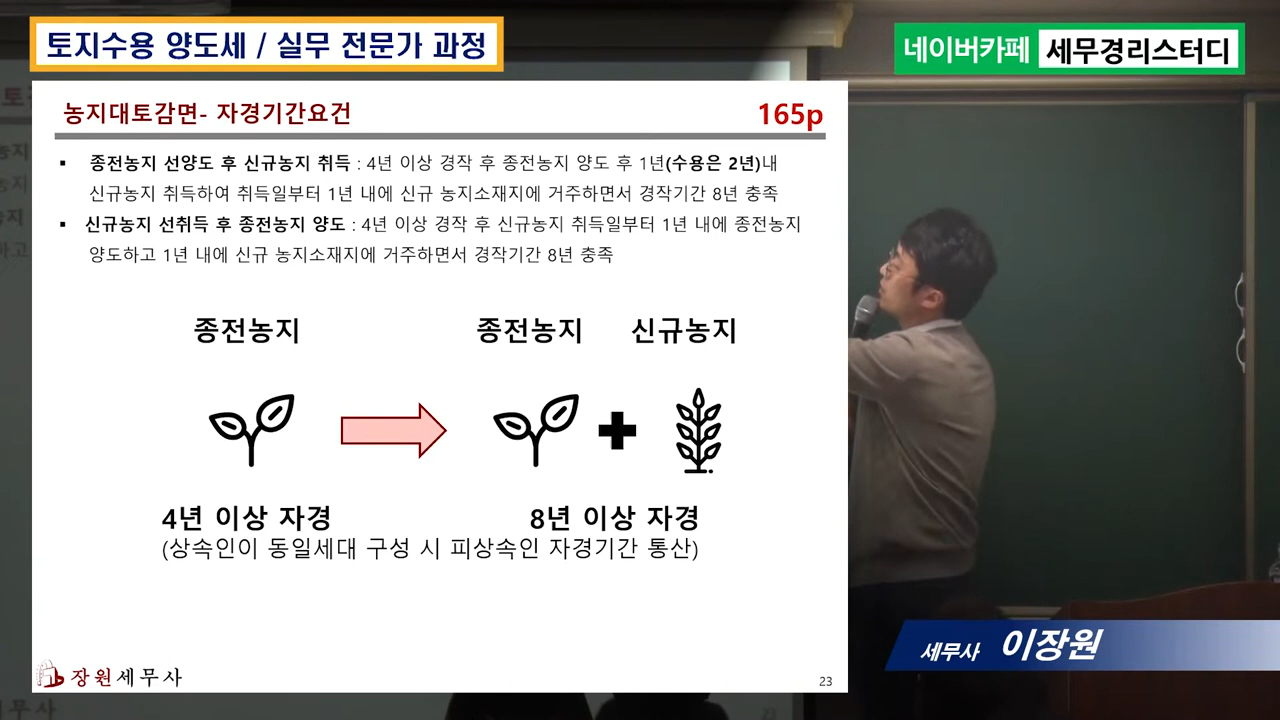 토지수용 양도세 / 실무 전문가 과정
네이버카페 세무경리스터디
농지대토감면- 자경기간요건
165p
▪ 종전농지 선양도 후 신규농지 취득 : 4년 이상 경작 후 종전농지 양도 후 1년(수용은 2년)내
신규농지 취득하여 취득일부터 1년 내에 신규 농지소재지에 거주하면서 경작기간 8년 충족
▪ 신규농지 선취득 후 종전농지 양도 : 4년 이상 경작 후 신규농지 취득일부터 1년 내에 종전농지
양도하고 1년 내에 신규 농지소재지에 거주하면서 경작기간 8년 충족
종전농지
종전농지 신규농지
4년 이상 자경
8년 이상 자경
(상속인이 동일세대 구성 시 피상속인 자경기간 통산)
세무사 이장원
장원세무사
23